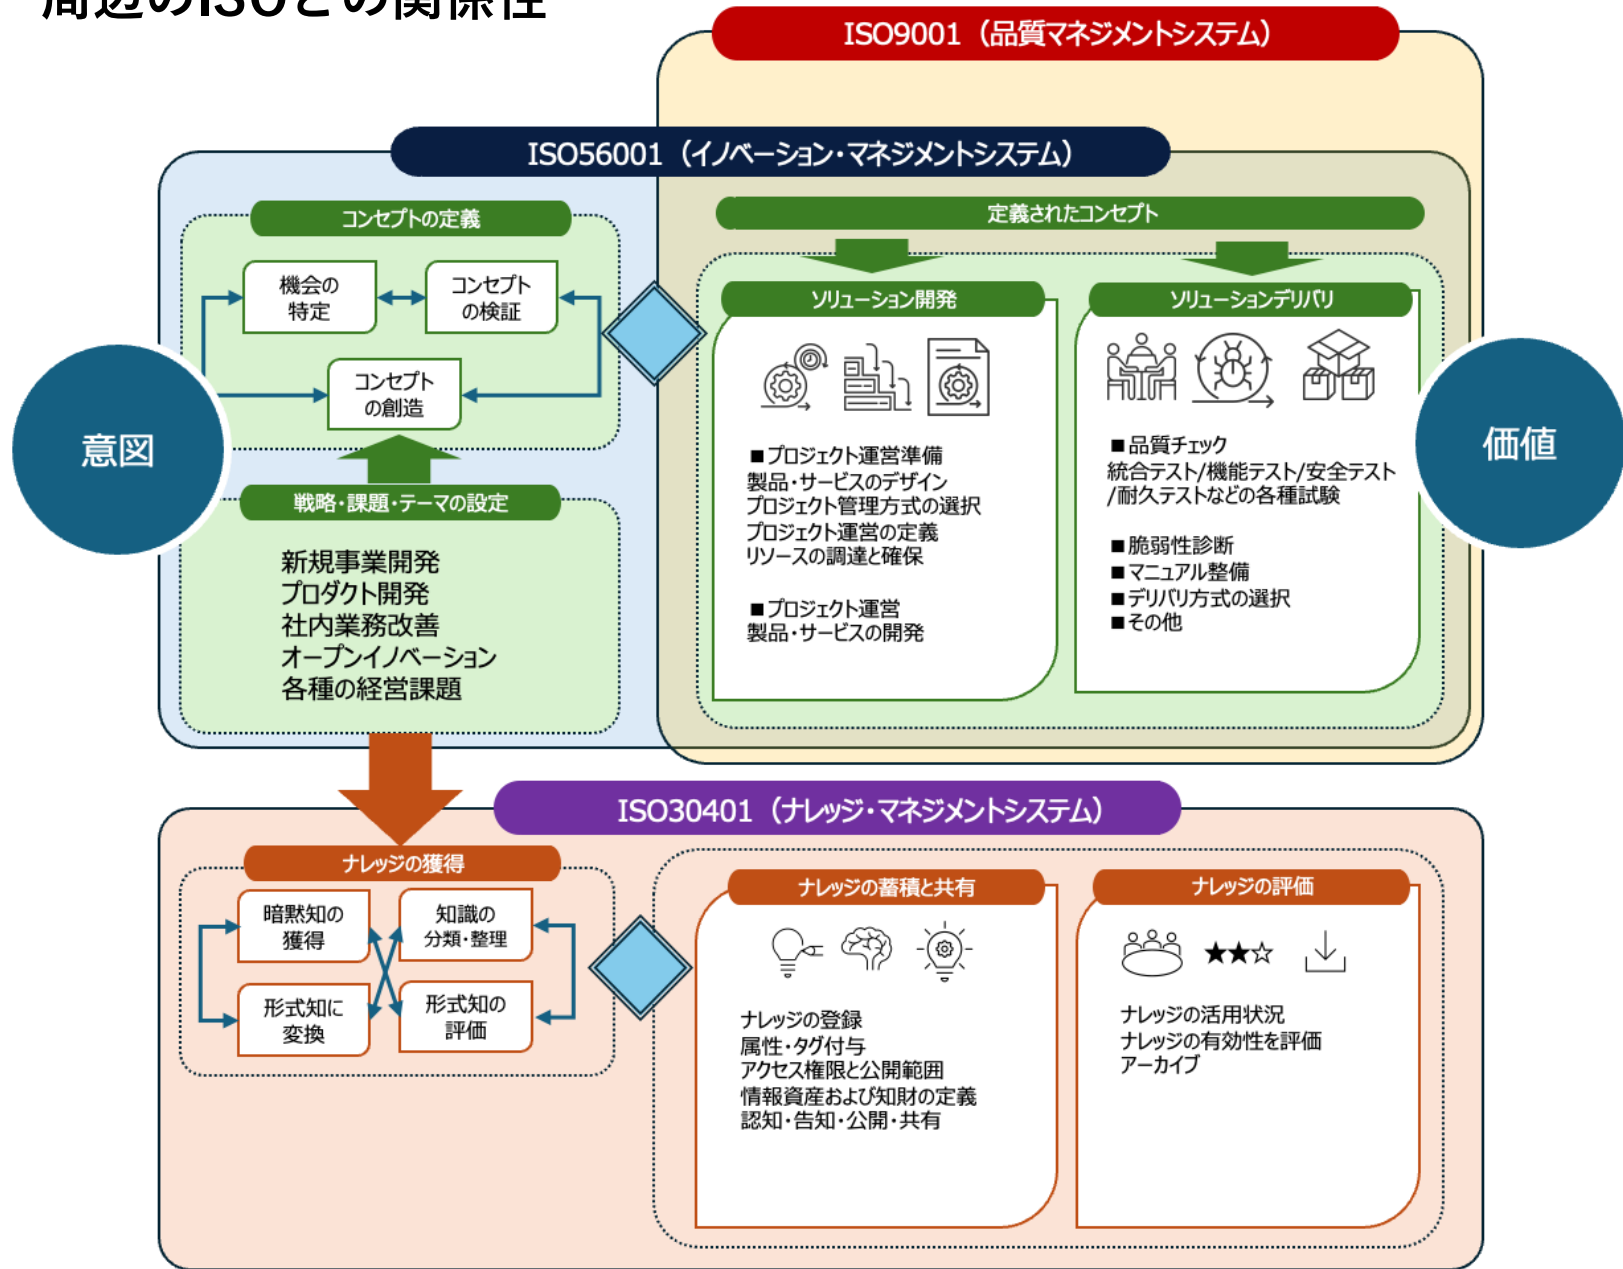 周辺のISOとの関係性
ISO9001（品質マネジメントシステム）
ISO56001（イノベーション・マネジメントシステム）
コンセプトの定義
機会の
特定
コンセプト
の検証
コンセプト
の創造
意図
戦略・課題・テーマの設定
新規事業開発
プロダクト開発
社内業務改善
オープンイノベーション
各種の経営課題
定義されたコンセプト
ソリューション開発
■プロジェクト運営準備
製品・サービスのデザイン
プロジェクト管理方式の選択
プロジェクト運営の定義
リソースの調達と確保
■プロジェクト運営
製品・サービスの開発
ソリューションデリバリ
■品質チェック
統合テスト/機能テスト/安全テスト
/耐久テストなどの各種試験
■脆弱性診断
■マニュアル整備
■デリバリ方式の選択
■その他
価値
ISO30401（ナレッジ・マネジメントシステム）
ナレッジの獲得
暗黙知の
獲得
知識の
分類・整理
形式知に
変換
形式知の
評価
ナレッジの蓄積と共有
ナレッジの登録
属性・タグ付与
アクセス権限と公開範囲
情報資産および知財の定義
認知・告知・公開・共有
ナレッジの評価
★★☆
ナレッジの活用状況
ナレッジの有効性を評価
アーカイブ